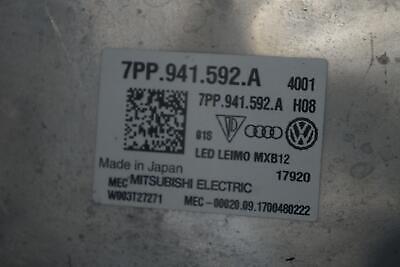 7PP.941.592.A 4001
7PP.941.592.A H08
01S
LED LEIMO MXB12
Made in Japan 17920
MEC MITSUBISHI ELECTRIC
W003T27271 MEC-00020.09.1700480222